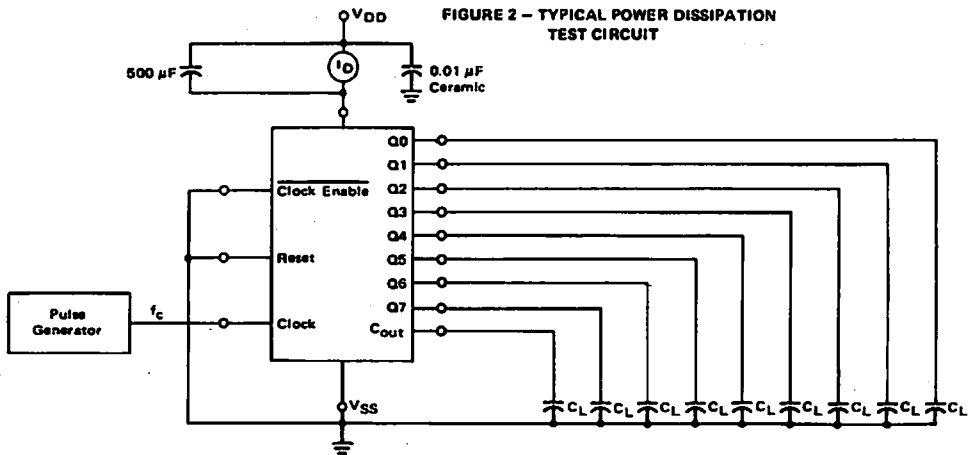 FIGURE 2 – TYPICAL POWER DISSIPATION
TEST CIRCUIT
VDD
500 µF
ID
0.01 µF
Ceramic
Q0
Q1
Clock Enable
Q2
Q3
Q4
Reset
Q5
Q6
Q7
Pulse
Generator
fc
Clock
Cout
VSS
CL CL CL CL CL CL CL CL CL